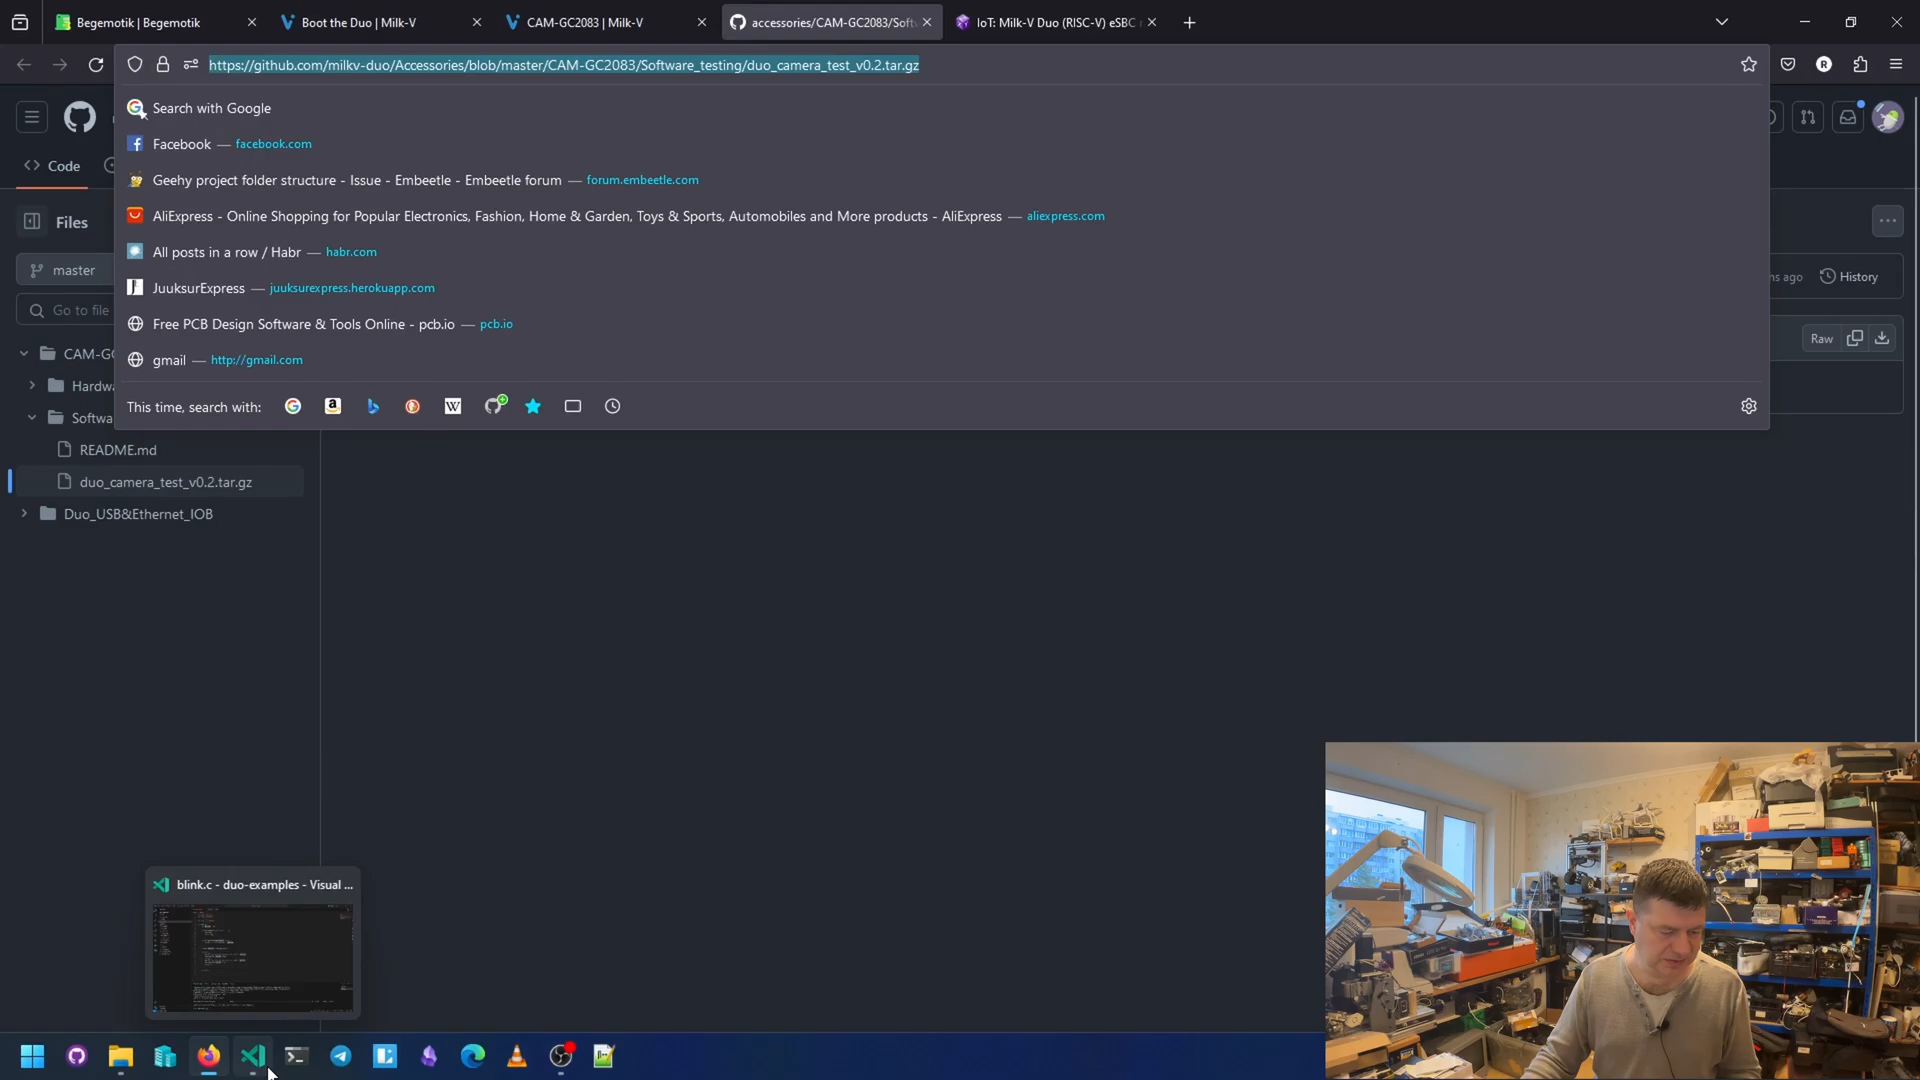 Begemotik | Begemotik
Boot the Duo | Milk-V
CAM-GC2083 | Milk-V
accessories/CAM-GC2083/Softw
IoT: Milk-V Duo (RISC-V) eSBC
https://github.com/milkv-duo/Accessories/blob/master/CAM-GC2083/Software_testing/duo_camera_test_v0.2.tar.gz
R
Search with Google
Facebook — facebook.com
Code
Geehy project folder structure - Issue - Embeetle - Embeetle forum — forum.embeetle.com
Files
AliExpress - Online Shopping for Popular Electronics, Fashion, Home & Garden, Toys & Sports, Automobiles and More products - AliExpress — aliexpress.com
master
All posts in a row / Habr — habr.com
ns ago
History
JuuksurExpress — juuksurexpress.herokuapp.com
Go to file
Free PCB Design Software & Tools Online - pcb.io — pcb.io
Raw
CAM-GC
gmail — http://gmail.com
Hardwa
This time, search with:
Softwa
README.md
duo_camera_test_v0.2.tar.gz
Duo_USB&Ethernet_IOB
blink.c - duo-examples - Visual ...